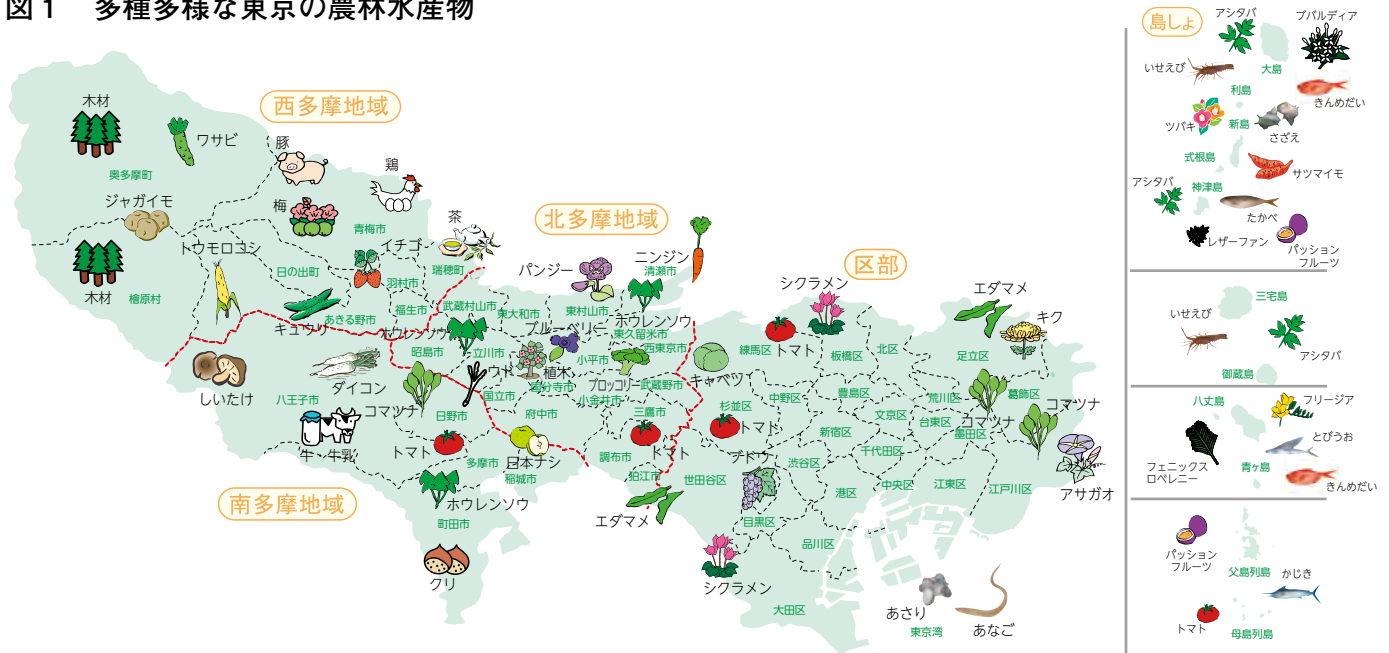 図1 多種多様な東京の農林水産物
西多摩地域
木材
ワサビ
奥多摩町
豚
鶏
ジャガイモ
梅
青梅市
茶
トウモロコシ
イチゴ
日の出町
羽村市
瑞穂町
木材
檜原村
キュウリ
あきる野市
福生市
北多摩地域
パンジー
ニンジン
清瀬市
武蔵村山市
東大和市
東村山市
ホウレンソウ
ブルーベリー
ホウレンソウ
東久留米市
昭島市
立川市
小平市
西東京市
植木
ウド
国分寺市
ブロッコリー
武蔵野市
国立市
小金井市
府中市
三鷹市
トマト
調布市
狛江市
エダマメ
しいたけ
ダイコン
八王子市
コマツナ
日野市
牛・牛乳
トマト
日本ナシ
多摩市
稲城市
南多摩地域
ホウレンソウ
町田市
クリ
区部
シクラメン
エダマメ
キク
トマト
練馬区
板橋区
北区
足立区
キャベツ
杉並区
中野区
豊島区
荒川区
葛飾区
トマト
文京区
台東区
コマツナ
コマツナ
新宿区
墨田区
ブドウ
渋谷区
千代田区
世田谷区
港区
中央区
江東区
江戸川区
アサガオ
目黒区
品川区
シクラメン
大田区
あさり
東京湾
あなご
島しょ
アシタバ
ブバルディア
いせえび
大島
利島
きんめだい
ツバキ
新島
さざえ
式根島
サツマイモ
アシタバ
神津島
たかべ
レザーファン
パッション
フルーツ
三宅島
いせえび
アシタバ
御蔵島
八丈島
フリージア
とびうお
フェニックス
ロベレニー
青ヶ島
きんめだい
パッション
フルーツ
父島列島
かじき
トマト
母島列島